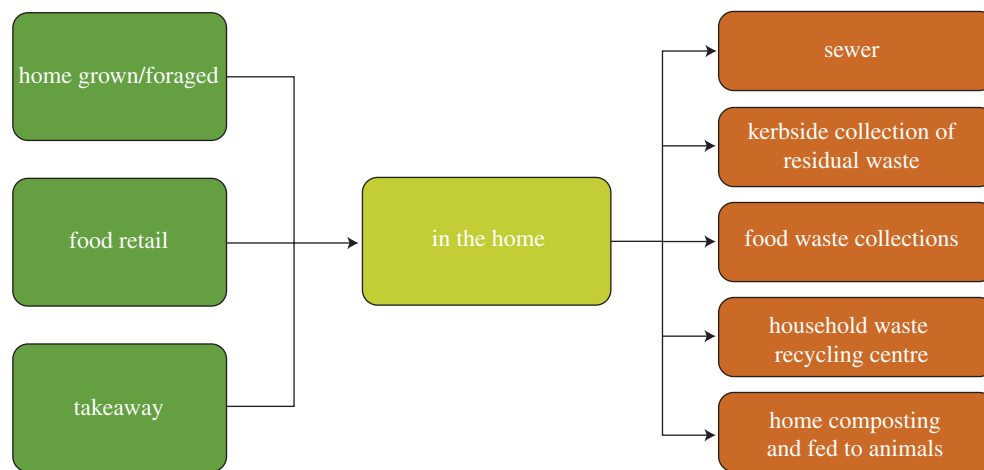 home grown/foraged
food retail
takeaway
in the home
sewer
kerbside collection of
residual waste
food waste collections
household waste
recycling centre
home composting
and fed to animals